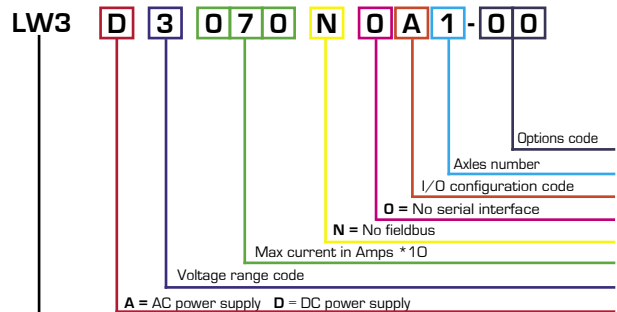 LW3 D 3 0 7 0 N 0 A 1 - 0 0
Options code
Axles number
I/O configuration code
0 = No serial interface
N = No fieldbus
Max current in Amps *10
Voltage range code
A = AC power supply D = DC power supply